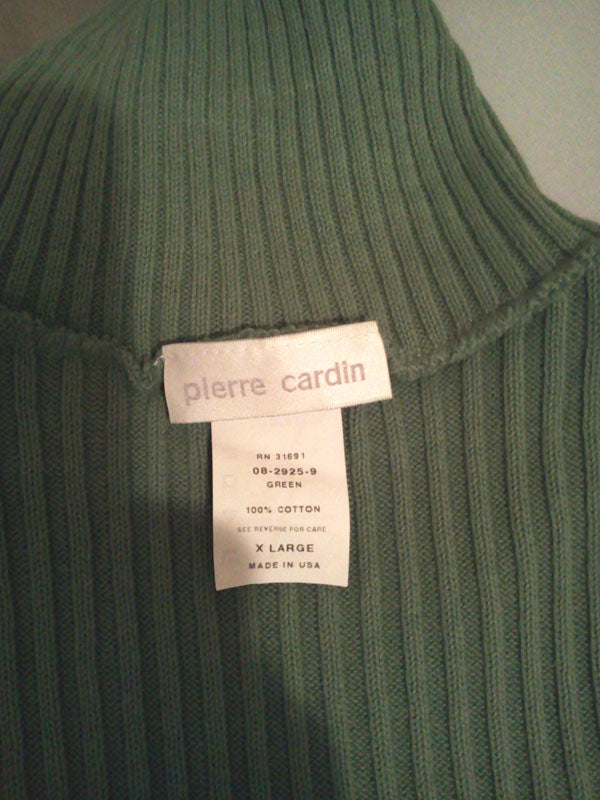 pierre cardin
RN 31691
08-2925-9
GREEN
100% COTTON
SEE REVERSE FOR CARE
X LARGE
MADE IN USA